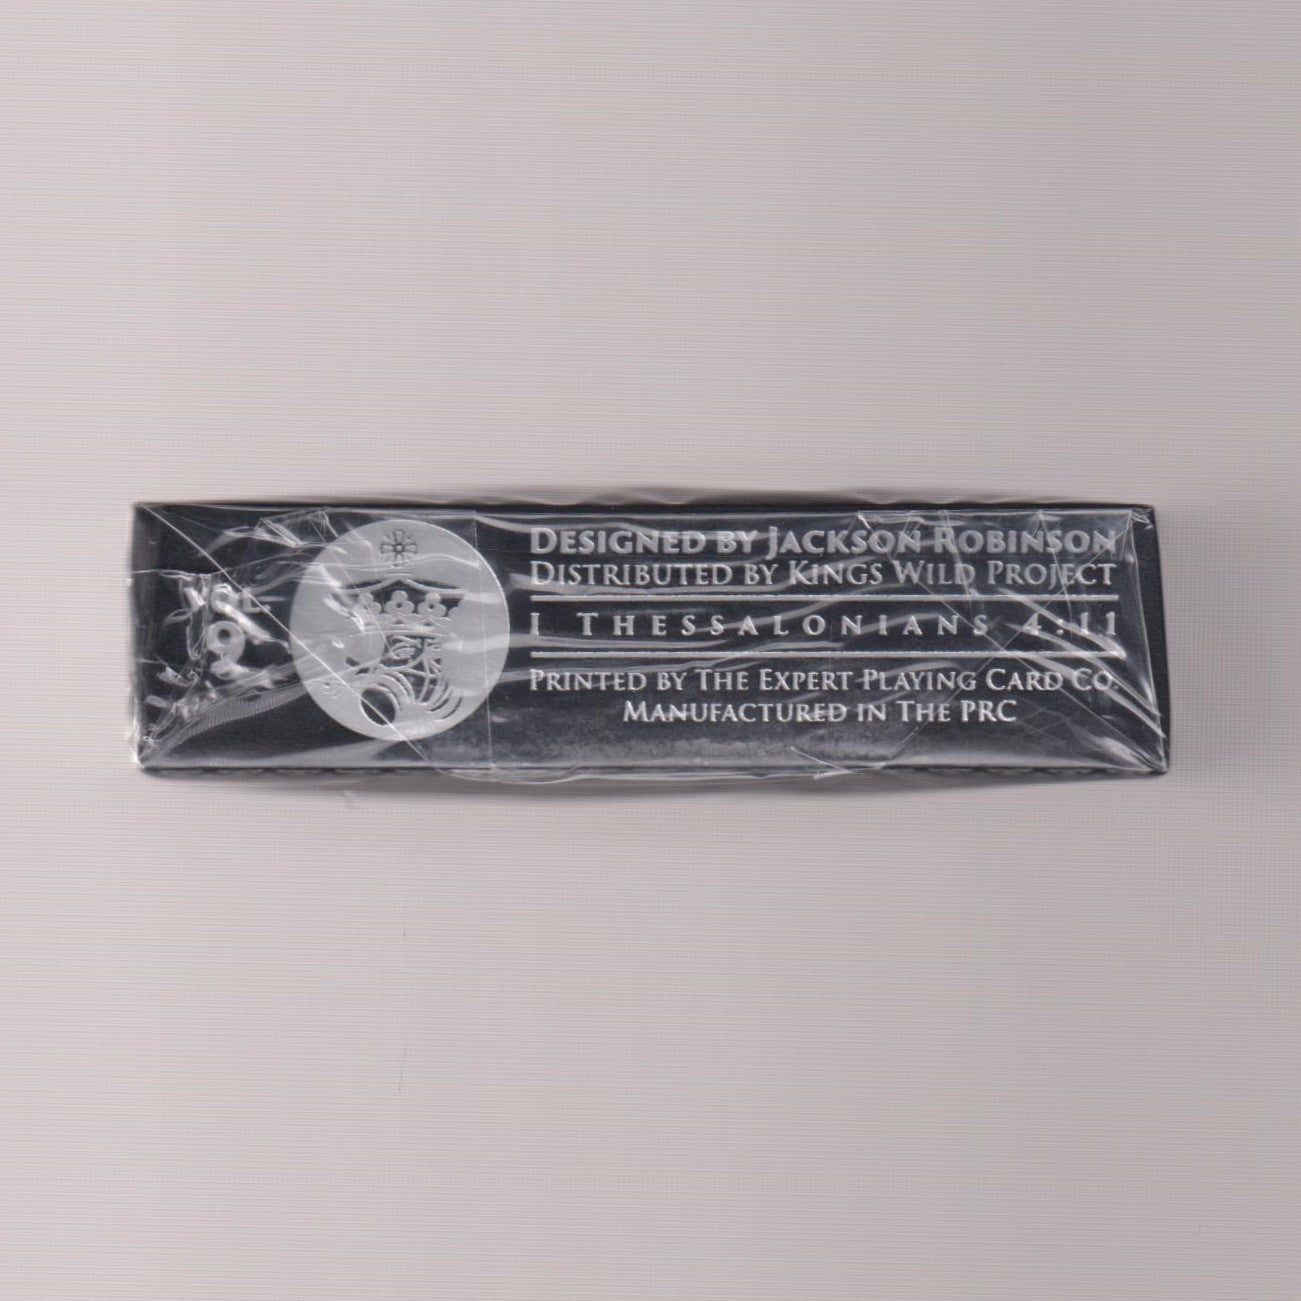 VOL.
9
DESIGNED BY JACKSON ROBINSON
DISTRIBUTED BY KINGS WILD PROJECT
I THESSALONIANS 4:11
PRINTED BY THE EXPERT PLAYING CARD CO.
MANUFACTURED IN THE PRC